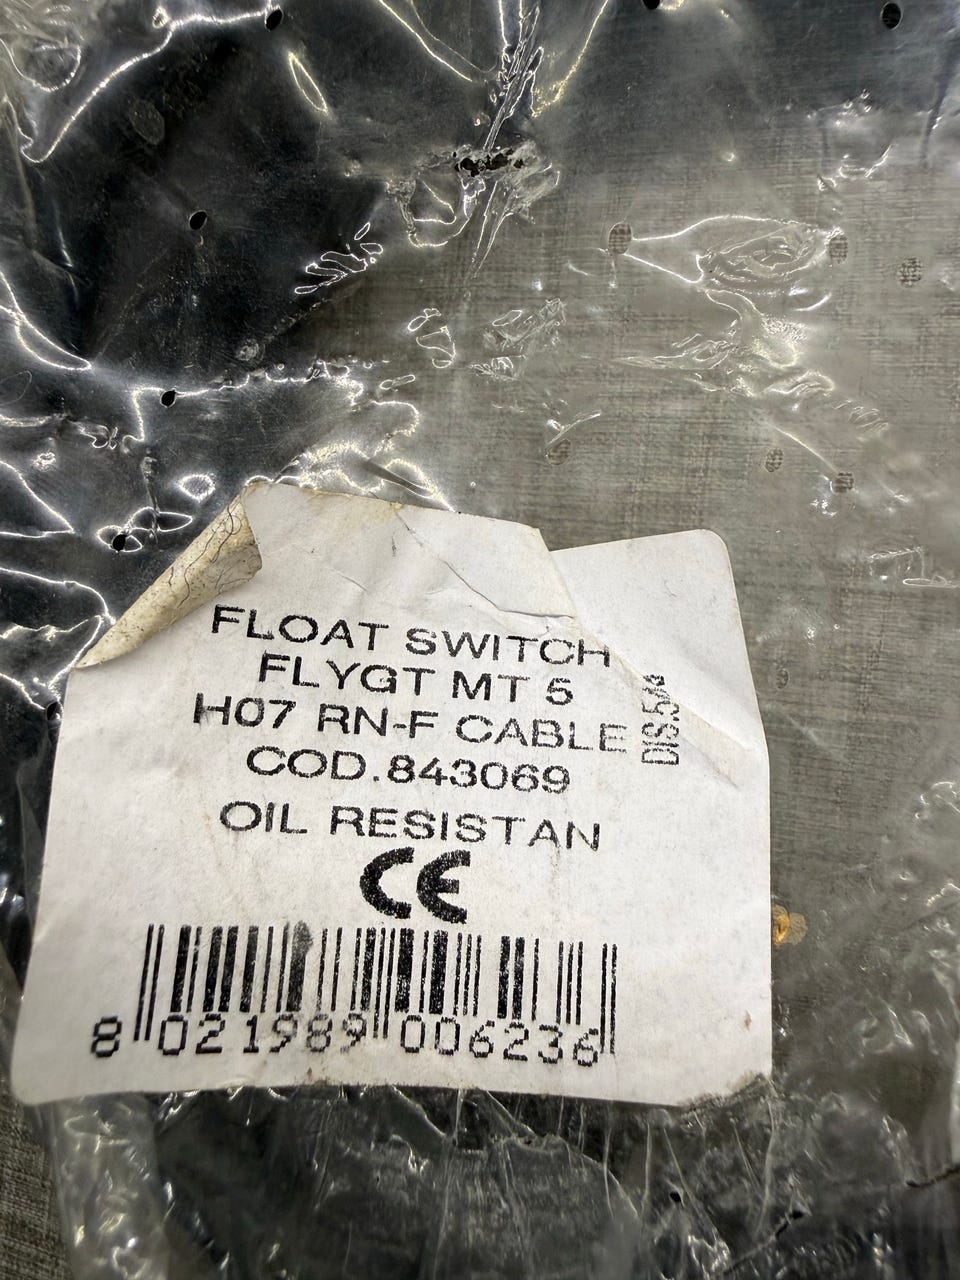 FLOAT SWITCH
FLYGT MT 5
H07 RN-F CABLE
COD.843069
OIL RESISTAN
CE
8 021989 006236